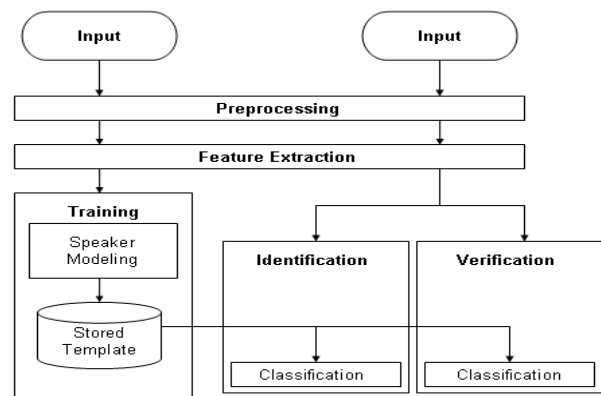 Input
Input
Preprocessing
Feature Extraction
Training
Speaker
Modeling
Stored
Template
Identification
Classification
Verification
Classification